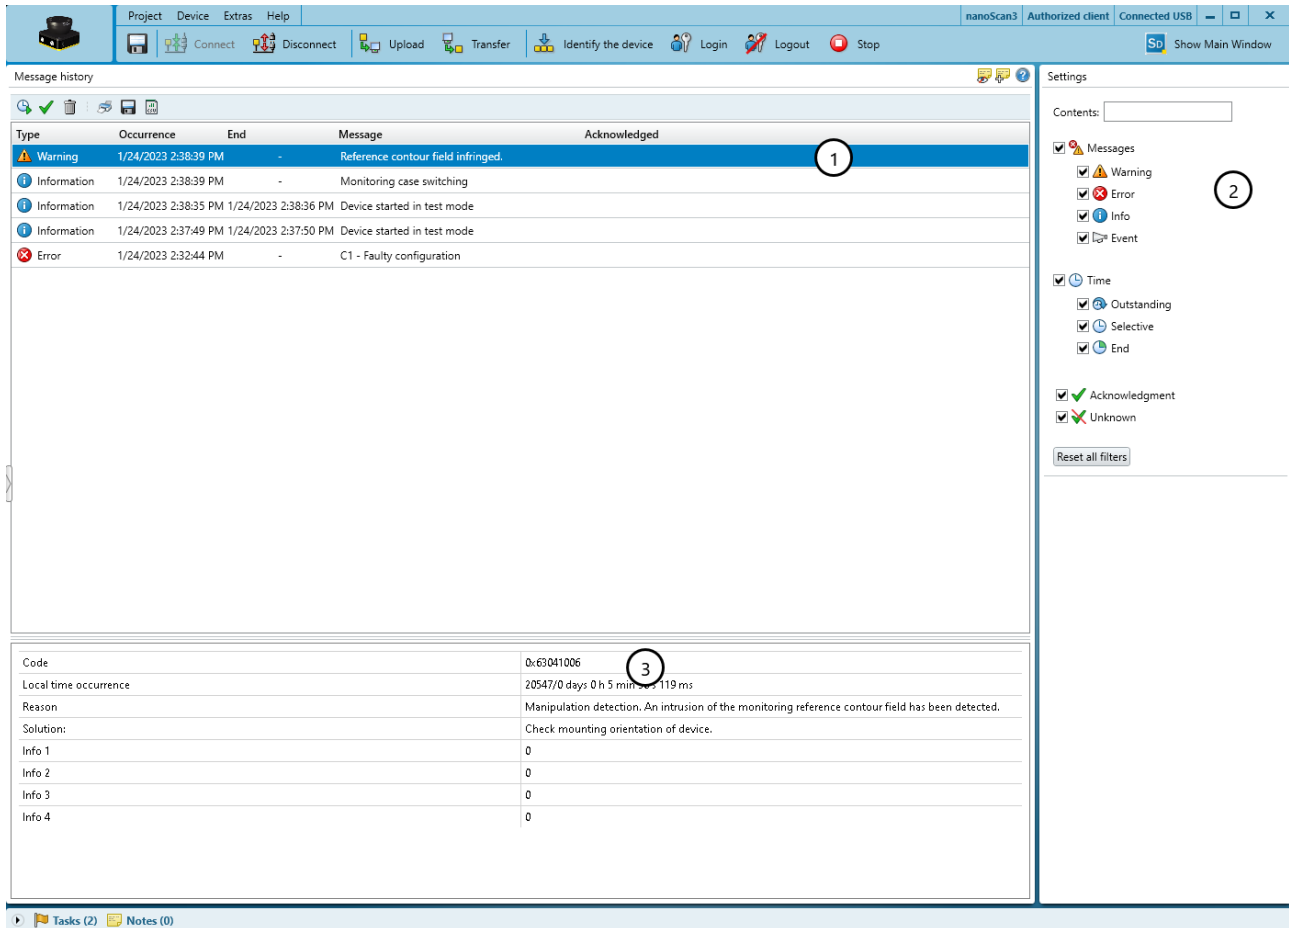 Project Device Extras Help nanoScan3 Authorized client Connected USB
Connect Disconnect Upload Transfer Identify the device Login Logout Stop SD Show Main Window
Message history
Settings
Contents:
Type Occurrence End Message Acknowledged
Warning 1/24/2023 2:38:39 PM - Reference contour field infringed.
1
Information 1/24/2023 2:38:39 PM - Monitoring case switching
Information 1/24/2023 2:38:35 PM 1/24/2023 2:38:36 PM Device started in test mode
Information 1/24/2023 2:37:49 PM 1/24/2023 2:37:50 PM Device started in test mode
Error 1/24/2023 2:32:44 PM - C1 - Faulty configuration
Messages
Warning
Error
2
Info
Event
Time
Outstanding
Selective
End
Acknowledgment
Unknown
Reset all filters
Code 0x63041006
3
Local time occurrence 20547/0 days 0 h 5 min 119 ms
Reason Manipulation detection. An intrusion of the monitoring reference contour field has been detected.
Solution: Check mounting orientation of device.
Info 1 0
Info 2 0
Info 3 0
Info 4 0
Tasks (2) Notes (0)